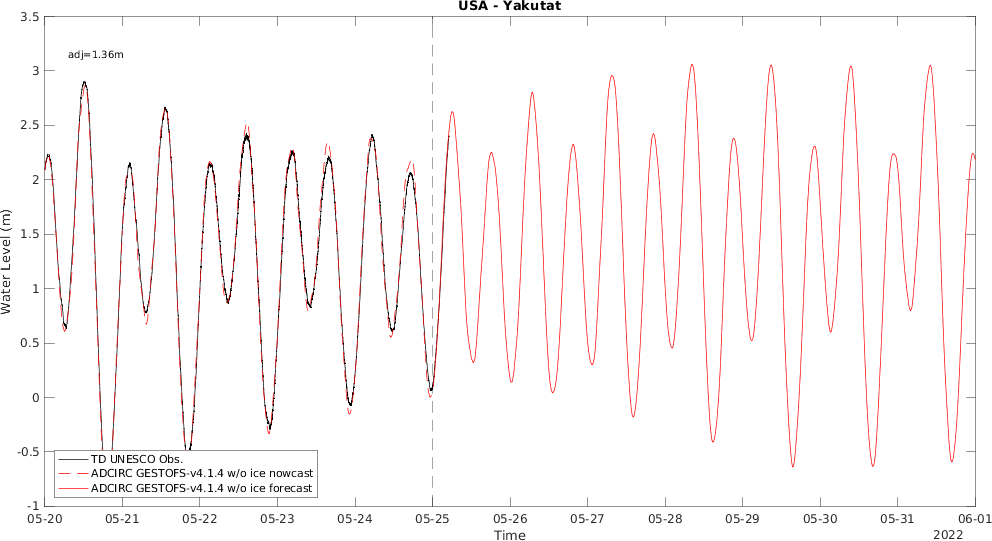 USA - Yakutat
3.5
adj=1.36m
3
2.5
2
1.5
1
0.5
0
-0.5
-1
Water Level (m)
TD UNESCO Obs.
ADCIRC GESTOFS-v4.1.4 w/o ice nowcast
ADCIRC GESTOFS-v4.1.4 w/o ice forecast
05-20 05-21 05-22 05-23 05-24 05-25 05-26 05-27 05-28 05-29 05-30 05-31 06-01
Time
2022